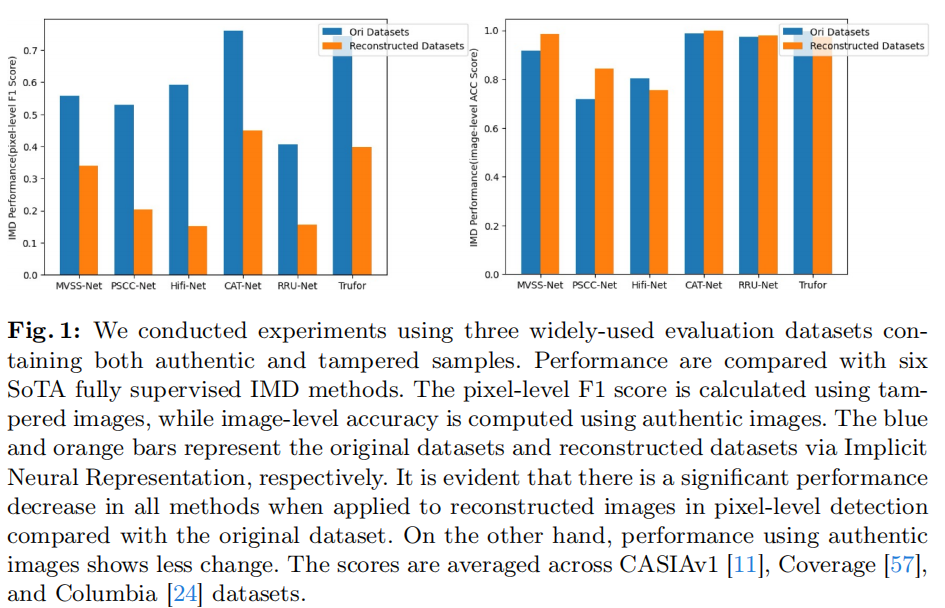 IMD Performance(pixel-level F1 Score)
0.7
0.6
0.5
0.4
0.3
0.2
0.1
0.0
Ori Datasets
Reconstructed Datasets
MVSS-Net PSCC-Net Hifi-Net CAT-Net RRU-Net Trufor
IMD Performance(image-level ACC Score)
1.0
0.8
0.6
0.4
0.2
0.0
Ori Datasets
Reconstructed Datasets
MVSS-Net PSCC-Net Hifi-Net CAT-Net RRU-Net Trufor
Fig. 1: We conducted experiments using three widely-used evaluation datasets con-
taining both authentic and tampered samples. Performance are compared with six
SoTA fully supervised IMD methods. The pixel-level F1 score is calculated using tam-
pered images, while image-level accuracy is computed using authentic images. The blue
and orange bars represent the original datasets and reconstructed datasets via Implicit
Neural Representation, respectively. It is evident that there is a significant performance
decrease in all methods when applied to reconstructed images in pixel-level detection
compared with the original dataset. On the other hand, performance using authentic
images shows less change. The scores are averaged across CASIAv1 [11], Coverage [57],
and Columbia [24] datasets.